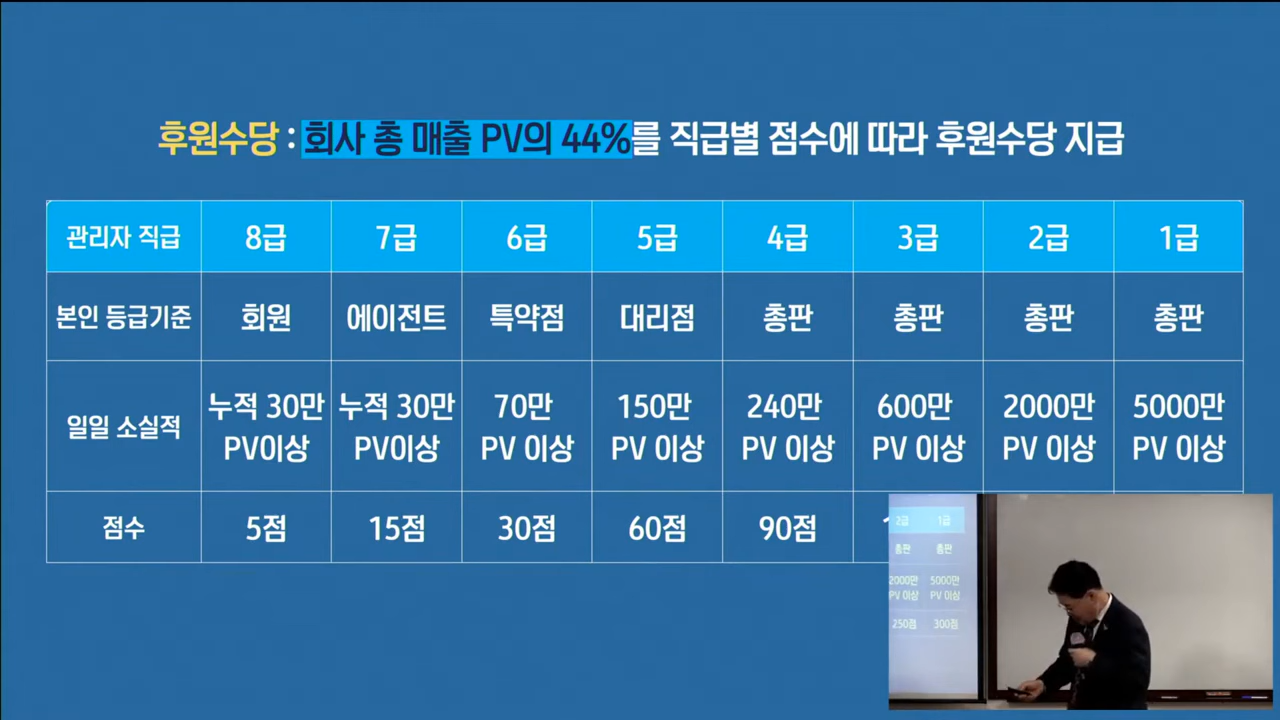 후원수당 : 회사 총 매출 PV의 44%를 직급별 점수에 따라 후원수당 지급
관리자 직급 8급 7급 6급 5급 4급 3급 2급 1급
본인 등급기준 회원 에이전트 특약점 대리점 총판 총판 총판 총판
일일 소실적 누적 30만 PV이상 누적 30만 PV이상 70만 PV 이상 150만 PV 이상 240만 PV 이상 600만 PV 이상 2000만 PV 이상 5000만 PV 이상
점수 5점 15점 30점 60점 90점
2급 1급
총판 총판
2000만 5000만
PV 이상 PV 이상
250점 300점